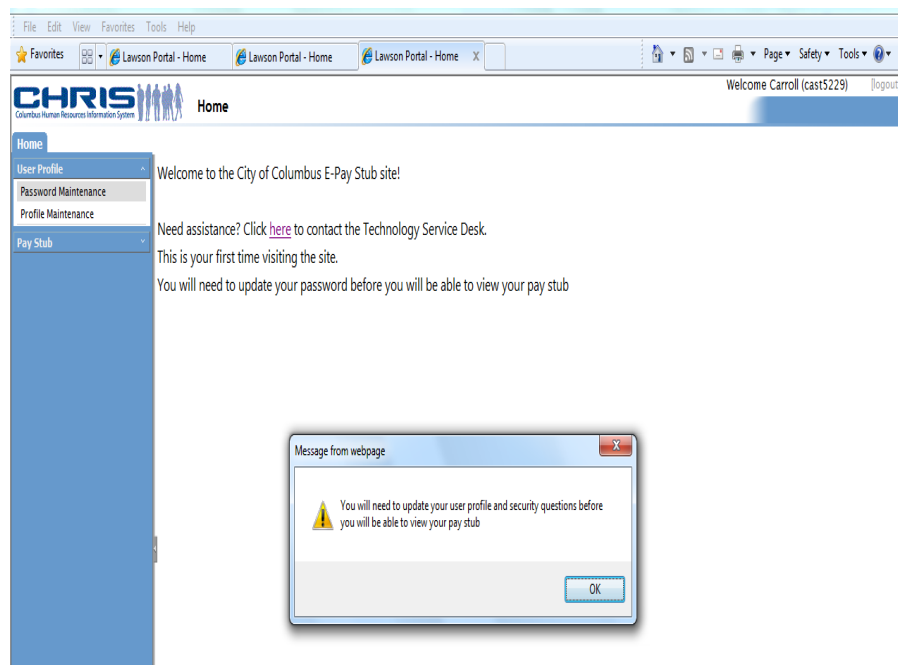 File Edit View Favorites Tools Help
Favorites Lawson Portal - Home Lawson Portal - Home Lawson Portal - Home X Page Safety Tools
Welcome Carroll (cast5229) [logout
CHRIS Home
Columbus Human Resources Information System
Home
User Profile
Password Maintenance
Profile Maintenance
Pay Stub
Welcome to the City of Columbus E-Pay Stub site!
Need assistance? Click here to contact the Technology Service Desk.
This is your first time visiting the site.
You will need to update your password before you will be able to view your pay stub
Message from webpage
You will need to update your user profile and security questions before
you will be able to view your pay stub
OK